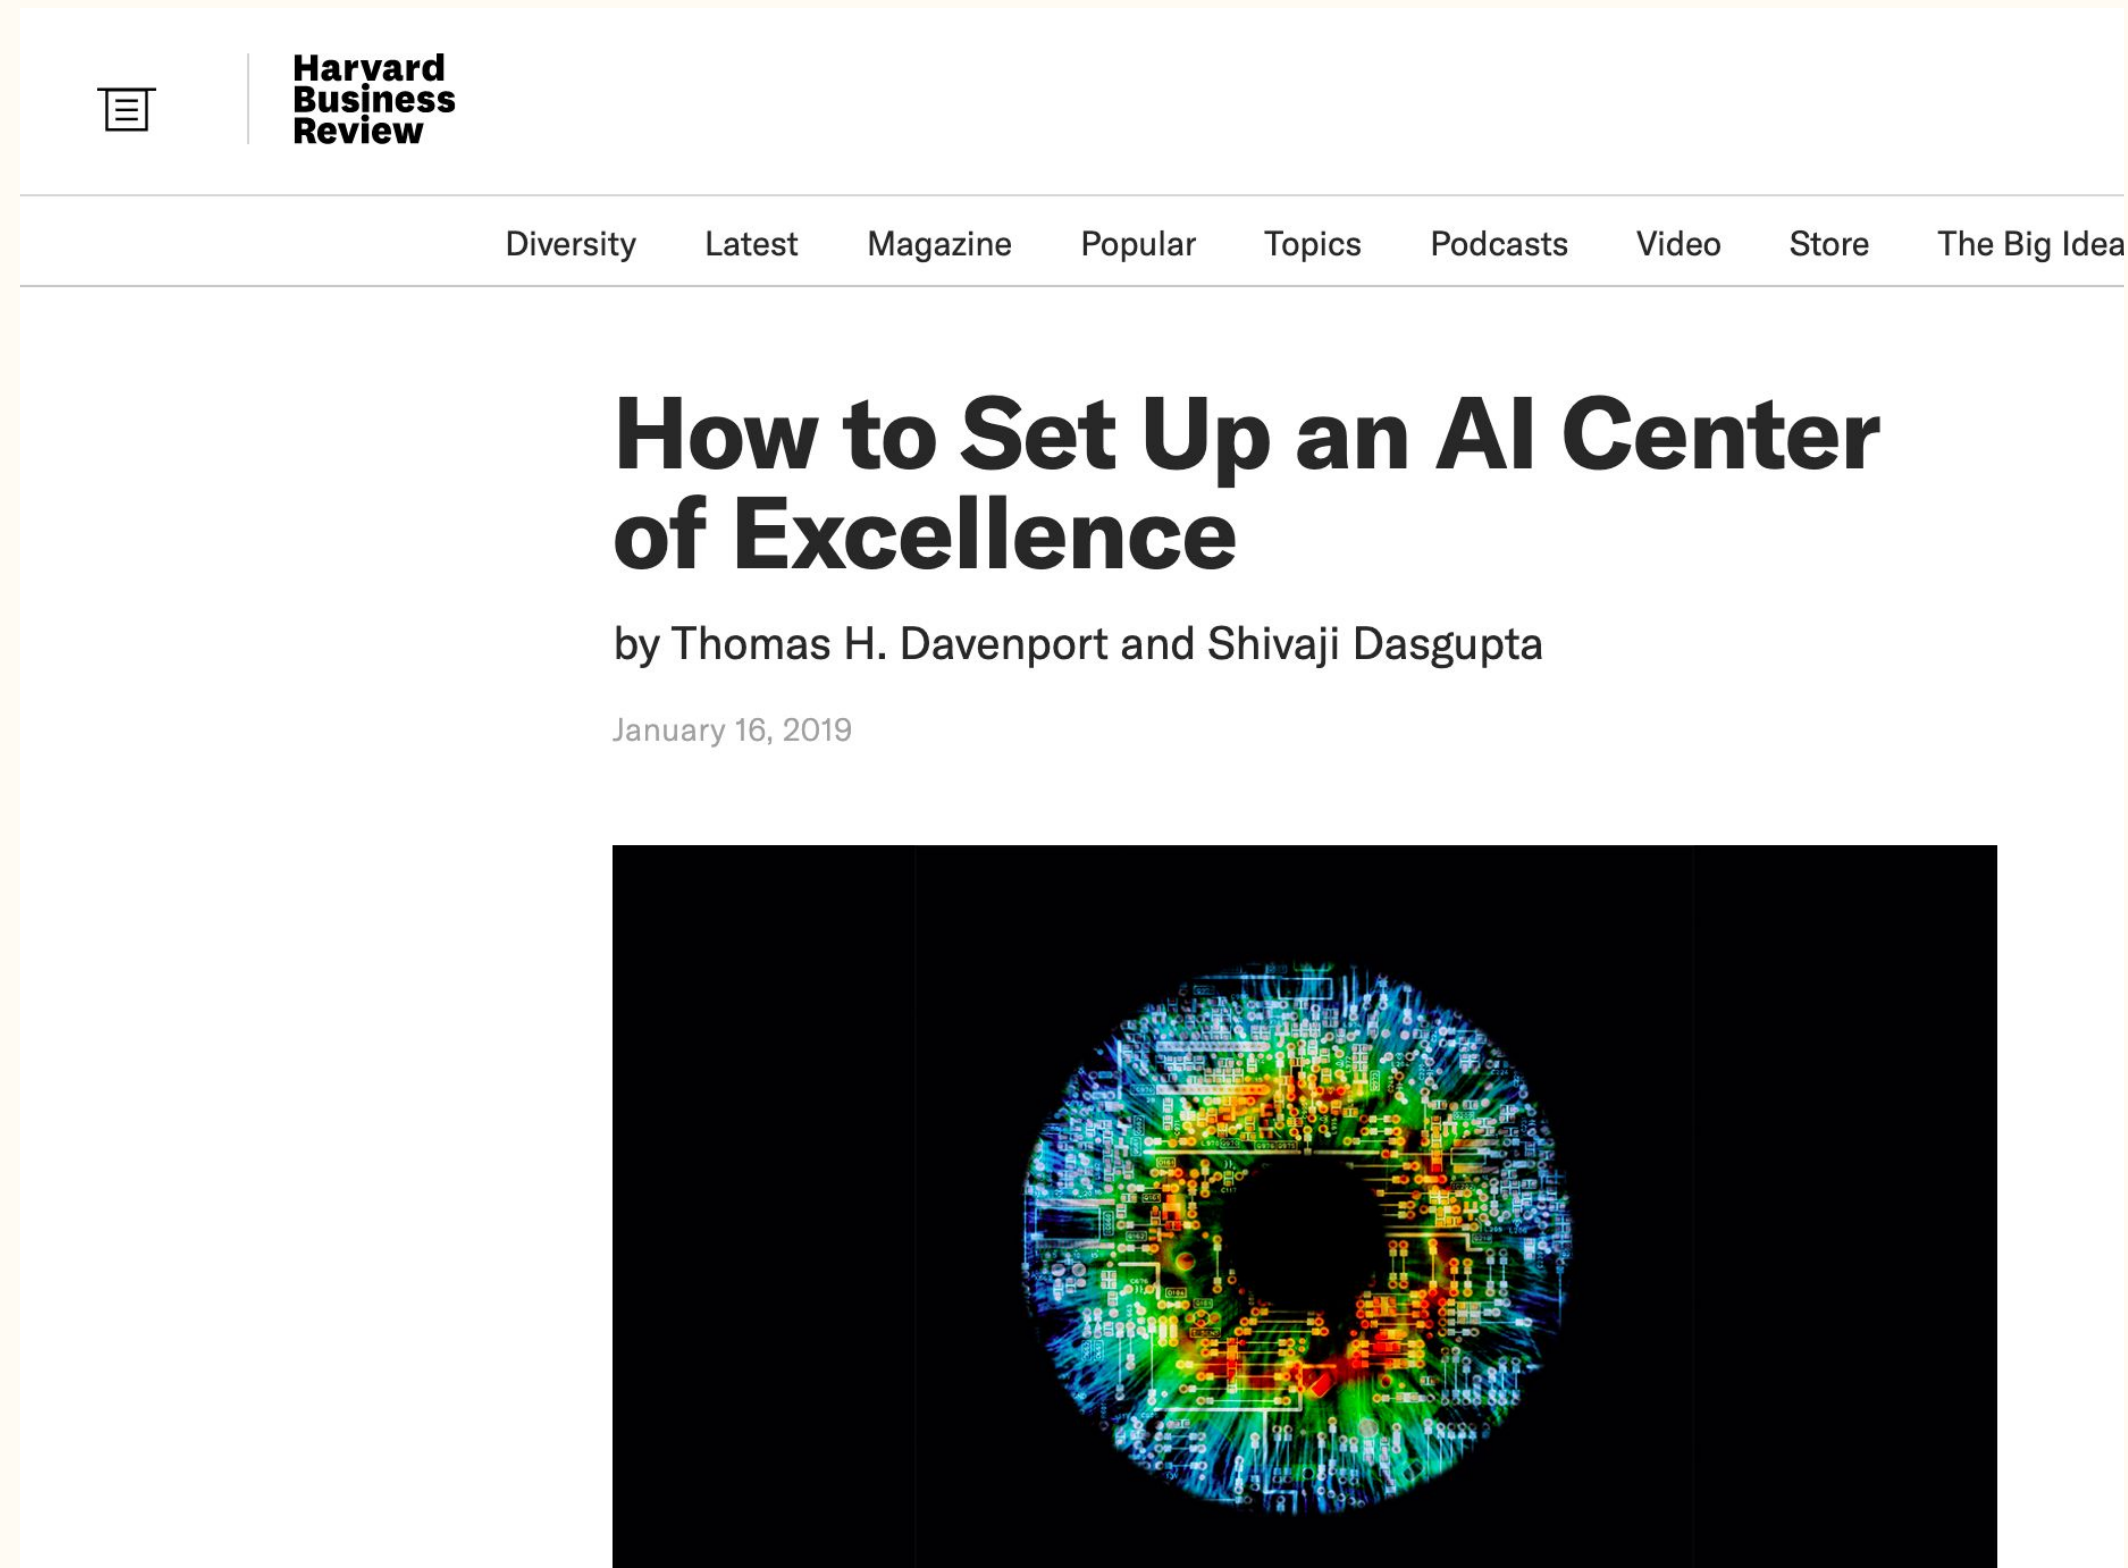 Harvard
Business
Review
Diversity Latest Magazine Popular Topics Podcasts Video Store The Big Idea
How to Set Up an AI Center
of Excellence
by Thomas H. Davenport and Shivaji Dasgupta
January 16, 2019